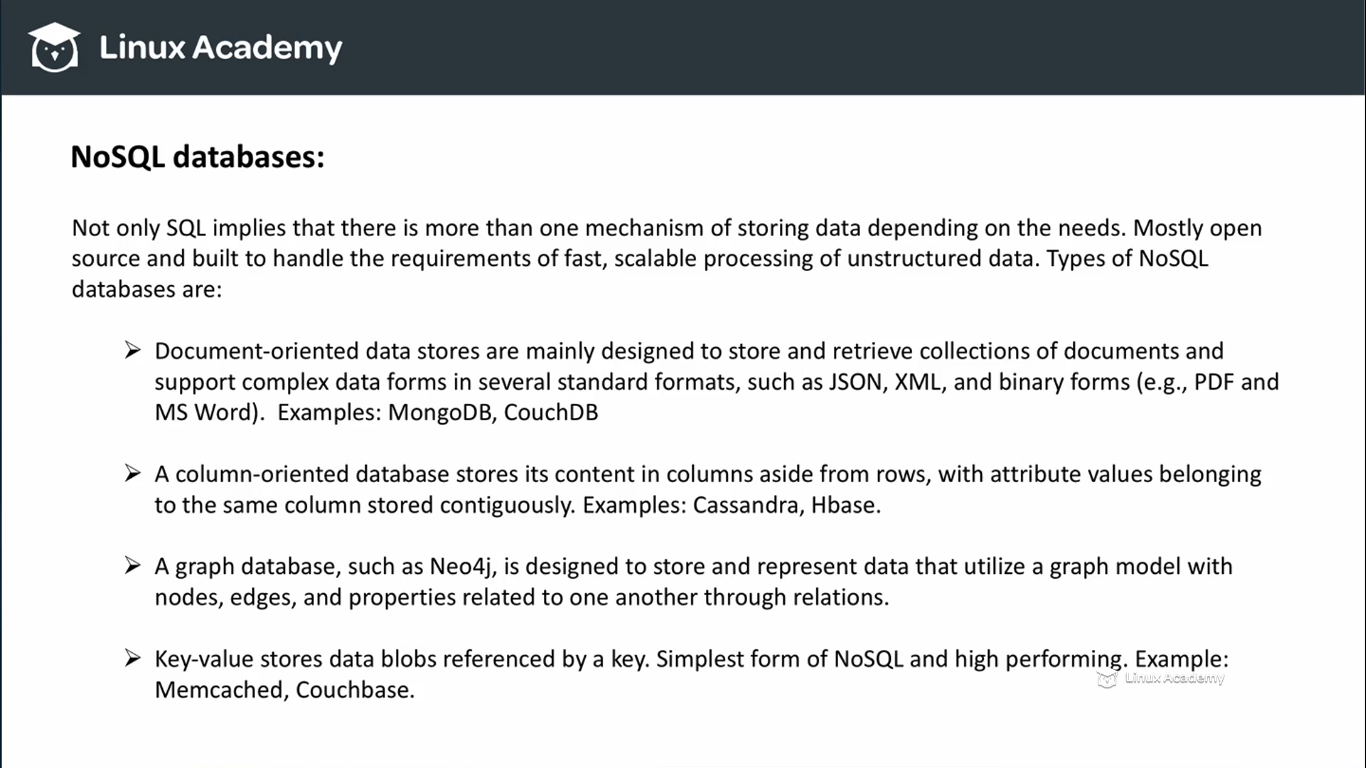 Linux Academy
NoSQL databases:
Not only SQL implies that there is more than one mechanism of storing data depending on the needs. Mostly open
source and built to handle the requirements of fast, scalable processing of unstructured data. Types of NoSQL
databases are:
➢ Document-oriented data stores are mainly designed to store and retrieve collections of documents and
support complex data forms in several standard formats, such as JSON, XML, and binary forms (e.g., PDF and
MS Word).  Examples: MongoDB, CouchDB
➢ A column-oriented database stores its content in columns aside from rows, with attribute values belonging
to the same column stored contiguously. Examples: Cassandra, Hbase.
➢ A graph database, such as Neo4j, is designed to store and represent data that utilize a graph model with
nodes, edges, and properties related to one another through relations.
➢ Key-value stores data blobs referenced by a key. Simplest form of NoSQL and high performing. Example:
Memcached, Couchbase.
Linux Academy